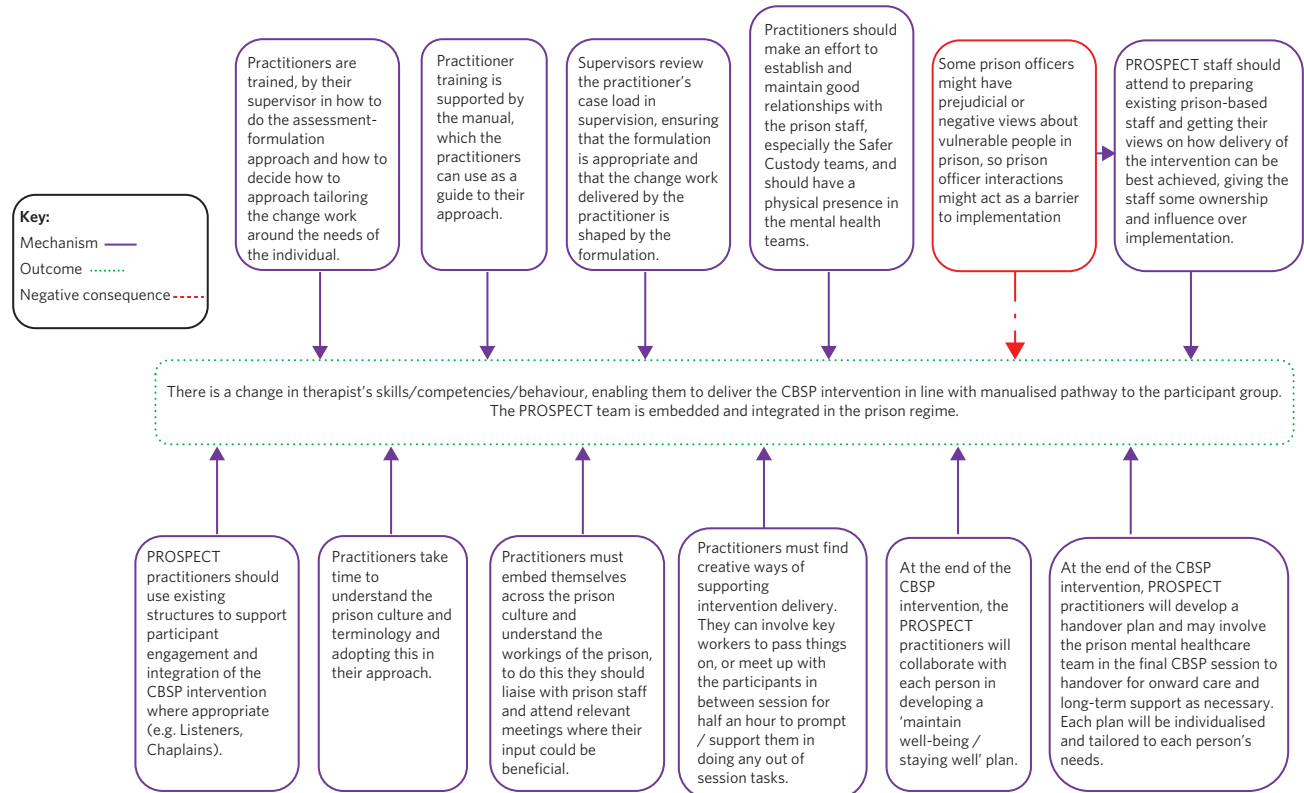 Key:
Mechanism
Outcome
Negative consequence
Practitioners are
trained, by their
supervisor in how to
do the assessment-
formulation
approach and how to
decide how to
approach tailoring
the change work
around the needs of
the individual.
Practitioner
training is
supported by
the manual,
which the
practitioners
can use as a
guide to their
approach.
Supervisors review
the practitioner's
case load in
supervision, ensuring
that the formulation
is appropriate and
that the change work
delivered by the
practitioner is
shaped by the
formulation.
Practitioners should
make an effort to
establish and
maintain good
relationships with
the prison staff,
especially the Safer
Custody teams, and
should have a
physical presence in
the mental health
teams.
Some prison officers
might have
prejudicial or
negative views about
vulnerable people in
prison, so prison
officer interactions
might act as a barrier
to implementation
PROSPECT staff should
attend to preparing
existing prison-based
staff and getting their
views on how delivery of
the intervention can be
best achieved, giving the
staff some ownership
and influence over
implementation.
There is a change in therapist's skills/competencies/behaviour, enabling them to deliver the CBSP intervention in line with manualised pathway to the participant group.
The PROSPECT team is embedded and integrated in the prison regime.
PROSPECT
practitioners should
use existing
structures to support
participant
engagement and
integration of the
CBSP intervention
where appropriate
(e.g. Listeners,
Chaplains).
Practitioners take
time to
understand the
prison culture and
terminology and
adopting this in
their approach.
Practitioners must
embed themselves
across the prison
culture and
understand the
workings of the prison,
to do this they should
liaise with prison staff
and attend relevant
meetings where their
input could be
beneficial.
Practitioners must find
creative ways of
supporting
intervention delivery.
They can involve key
workers to pass things
on, or meet up with
the participants in
between session for
half an hour to prompt
/ support them in
doing any out of
session tasks.
At the end of the
CBSP
intervention, the
PROSPECT
practitioners will
collaborate with
each person in
developing a
'maintain
well-being /
staying well' plan.
At the end of the CBSP
intervention, PROSPECT
practitioners will develop a
handover plan and may involve
the prison mental healthcare
team in the final CBSP session to
handover for onward care and
long-term support as necessary.
Each plan will be individualised
and tailored to each person's
needs.